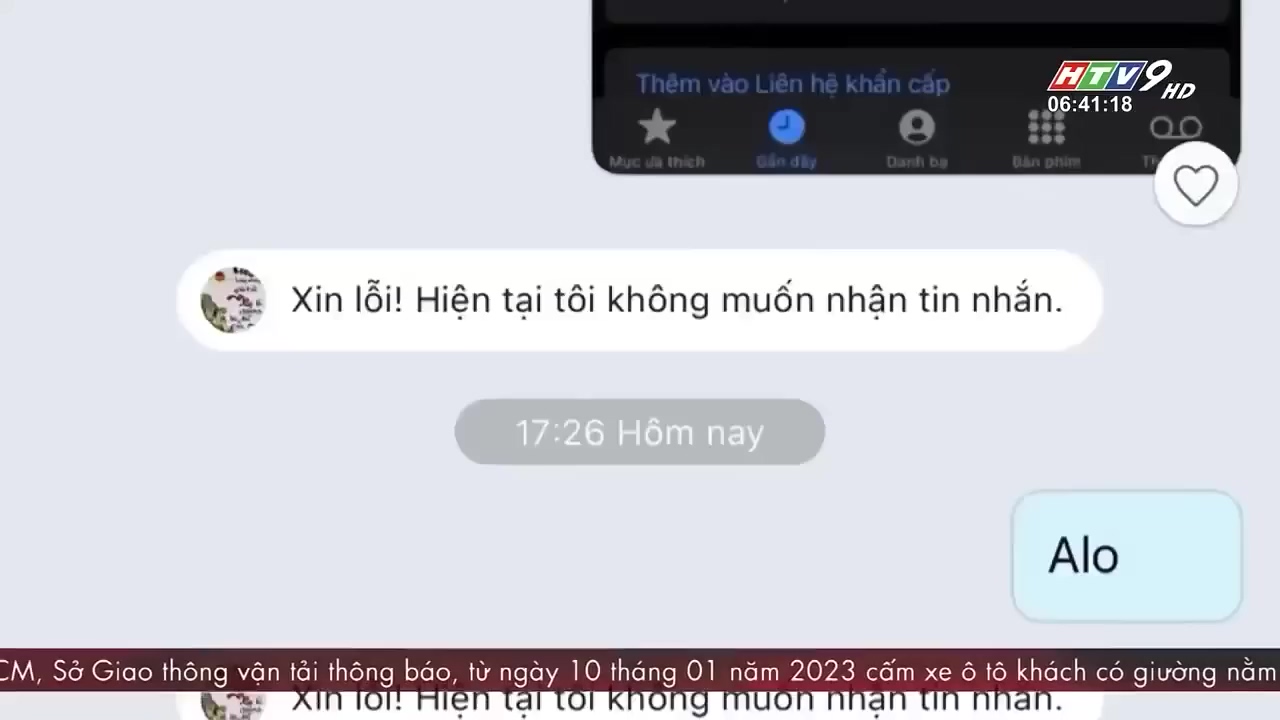 Thêm vào Liên hệ khẩn cấp
HTV9 HD
06:41:18
Mục ưa thích
Gần đây
Danh bạ
Bàn phím
Xin lỗi! Hiện tại tôi không muốn nhận tin nhắn.
17:26 Hôm nay
Alo
CM, Sở Giao thông vận tải thông báo, từ ngày 10 tháng 01 năm 2023 cấm xe ô tô khách có giường nằm
Xin lỗi! Hiện tại tôi không muốn nhận tin nhắn.